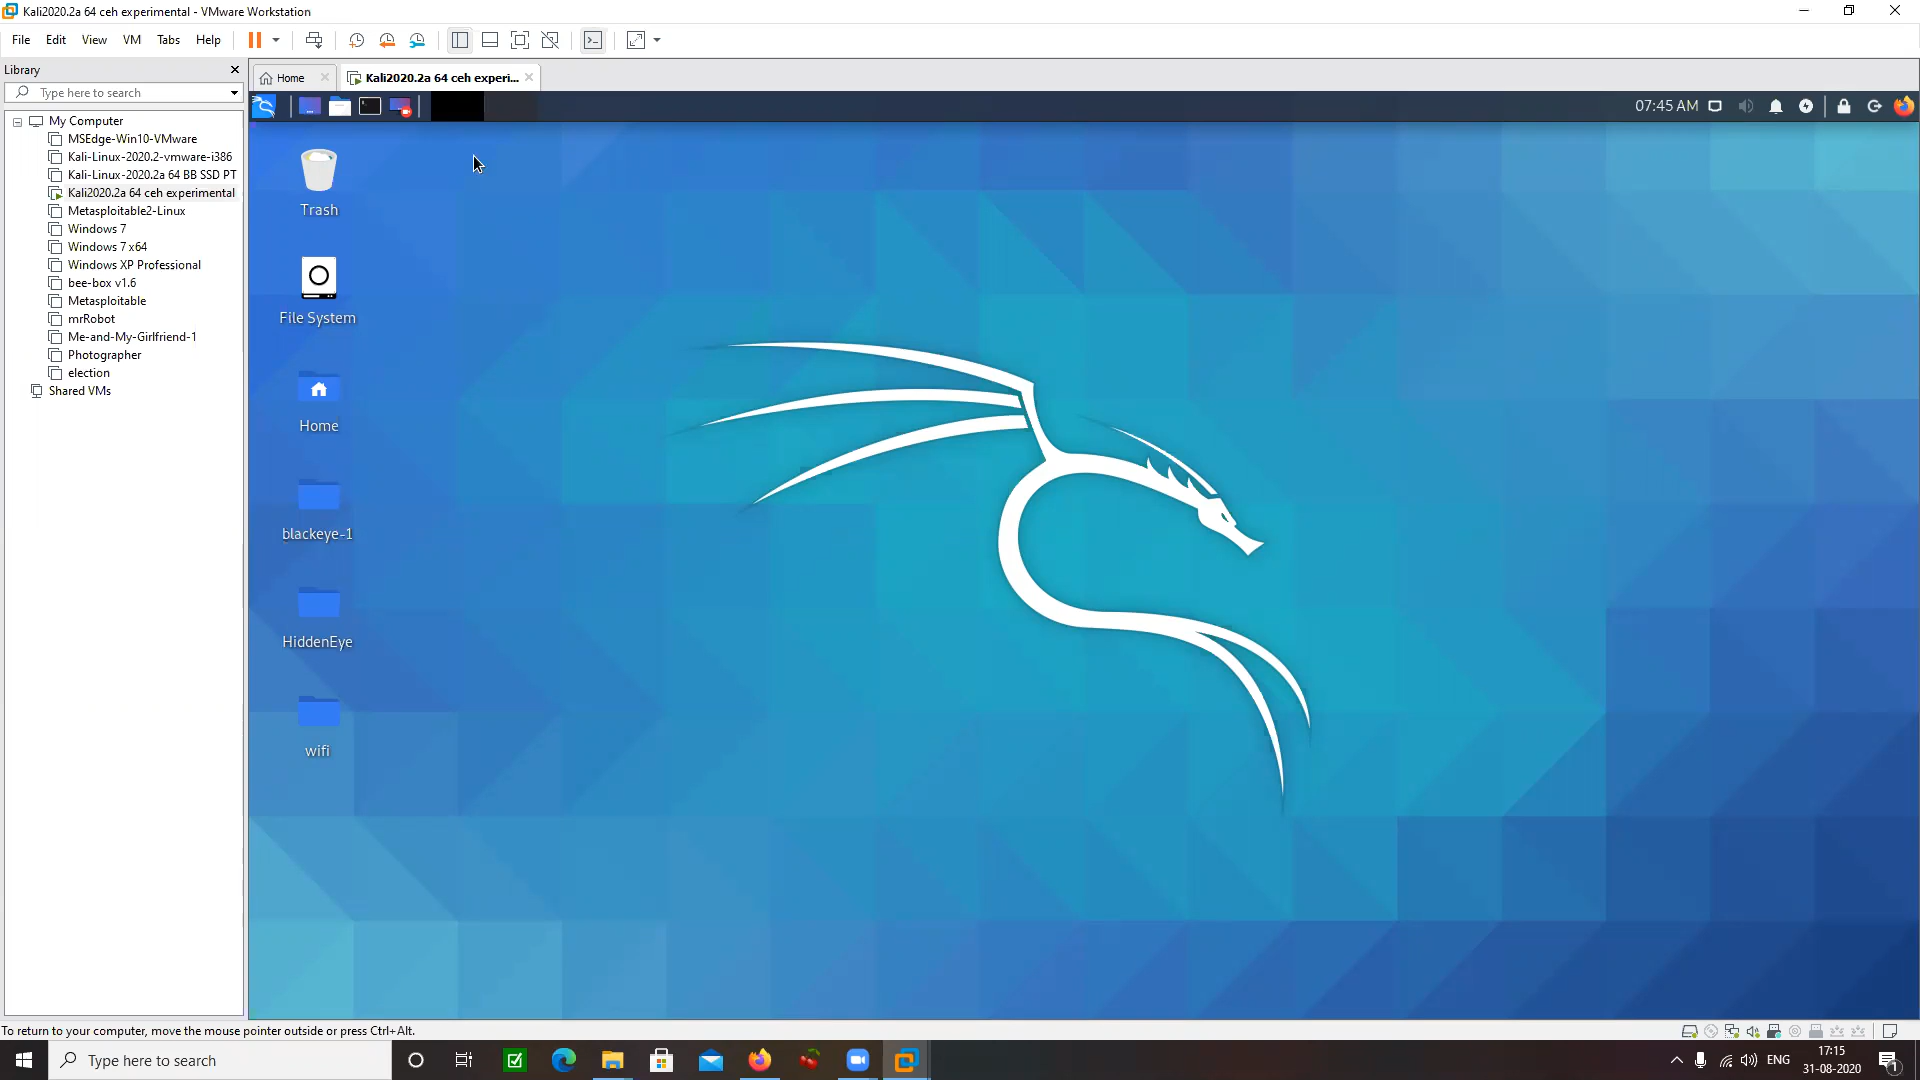 Kali2020.2a 64 ceh experimental - VMware Workstation
File Edit View VM Tabs Help
Library
Home
Kali2020.2a 64 ceh experi...
Type here to search
07:45 AM
My Computer
MSEdge-Win10-VMware
Kali-Linux-2020.2-vmware-i386
Kali-Linux-2020.2a 64 BB SSD PT
Kali2020.2a 64 ceh experimental
Metasploitable2-Linux
Windows 7
Windows 7 x64
Windows XP Professional
bee-box v1.6
Metasploitable
mrRobot
Me-and-My-Girlfriend-1
Photographer
election
Shared VMs
Trash
File System
Home
blackeye-1
HiddenEye
wifi
To return to your computer, move the mouse pointer outside or press Ctrl+Alt.
Type here to search
ENG
17:15
31-08-2020
1